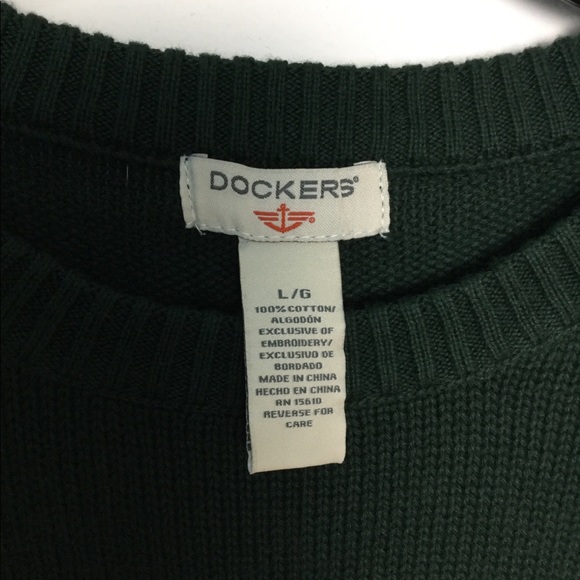 DOCKERS®
L/G
100% COTTON/
ALGODÓN
EXCLUSIVE OF
EMBROIDERY/
EXCLUSIVO DE
BORDADO
MADE IN CHINA
HECHO EN CHINA
RN 15610
REVERSE FOR
CARE